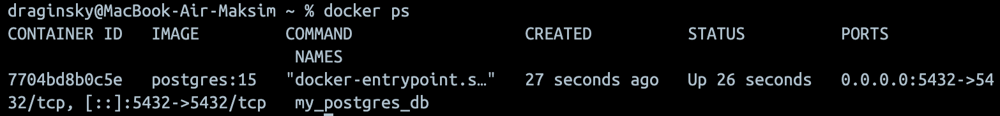 draginsky@MacBook-Air-Maksim ~ % docker ps
CONTAINER ID   IMAGE         COMMAND                  CREATED          STATUS          PORTS
                              NAMES
7704bd8b0c5e   postgres:15   "docker-entrypoint.s…"   27 seconds ago   Up 26 seconds   0.0.0.0:5432->54
32/tcp, [::]:5432->5432/tcp   my_postgres_db